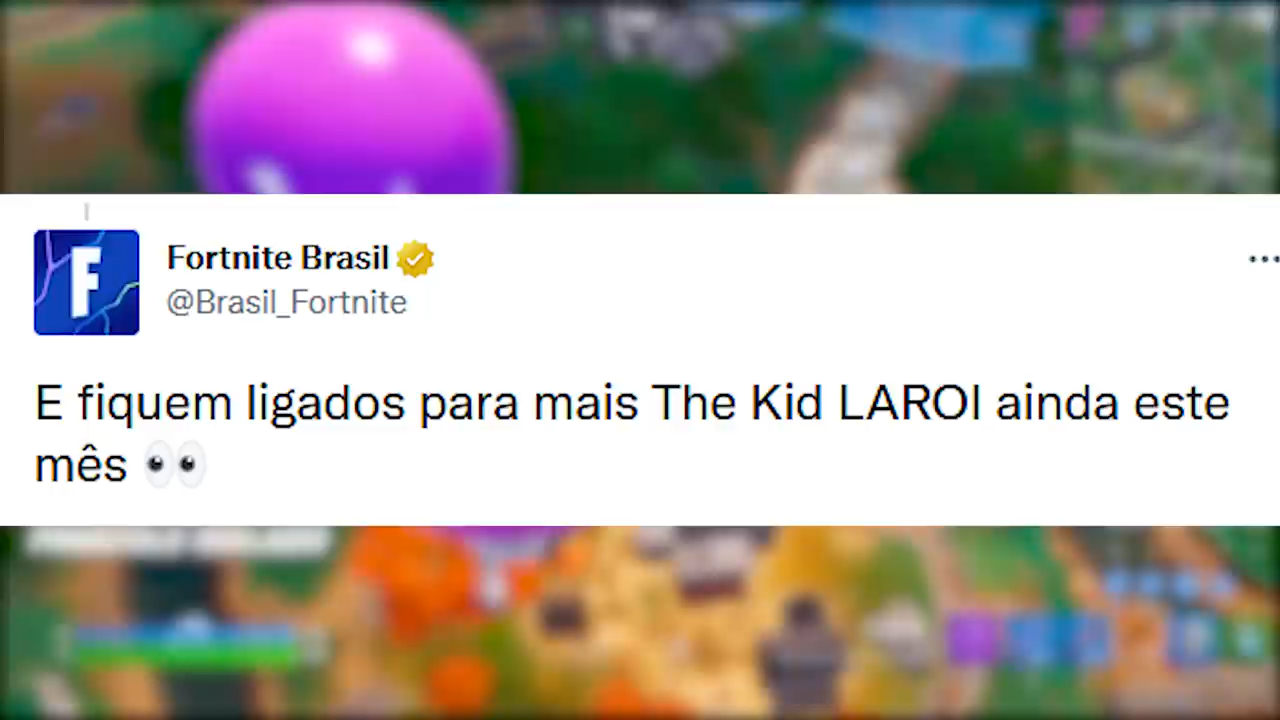 F
Fortnite Brasil
@Brasil_Fortnite
E fiquem ligados para mais The Kid LAROI ainda este
mês 👀